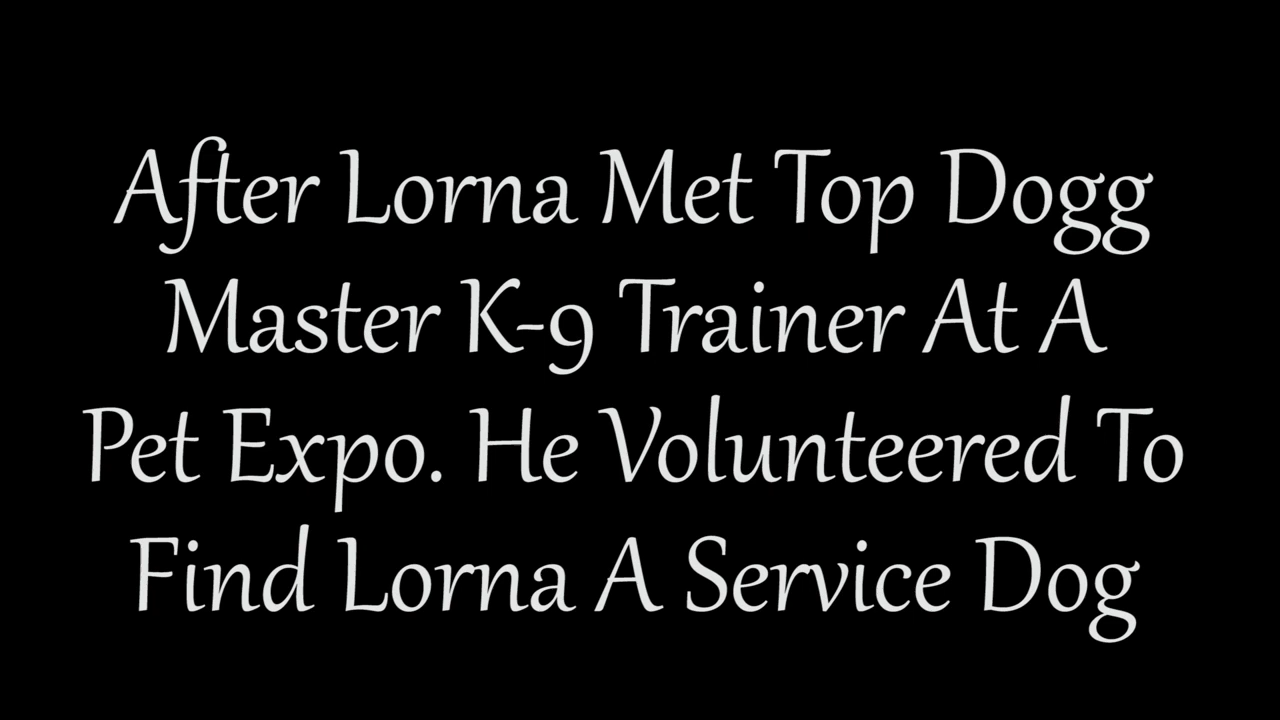 After Lorna Met Top Dogg
Master K-9 Trainer At A
Pet Expo. He Volunteered To
Find Lorna A Service Dog